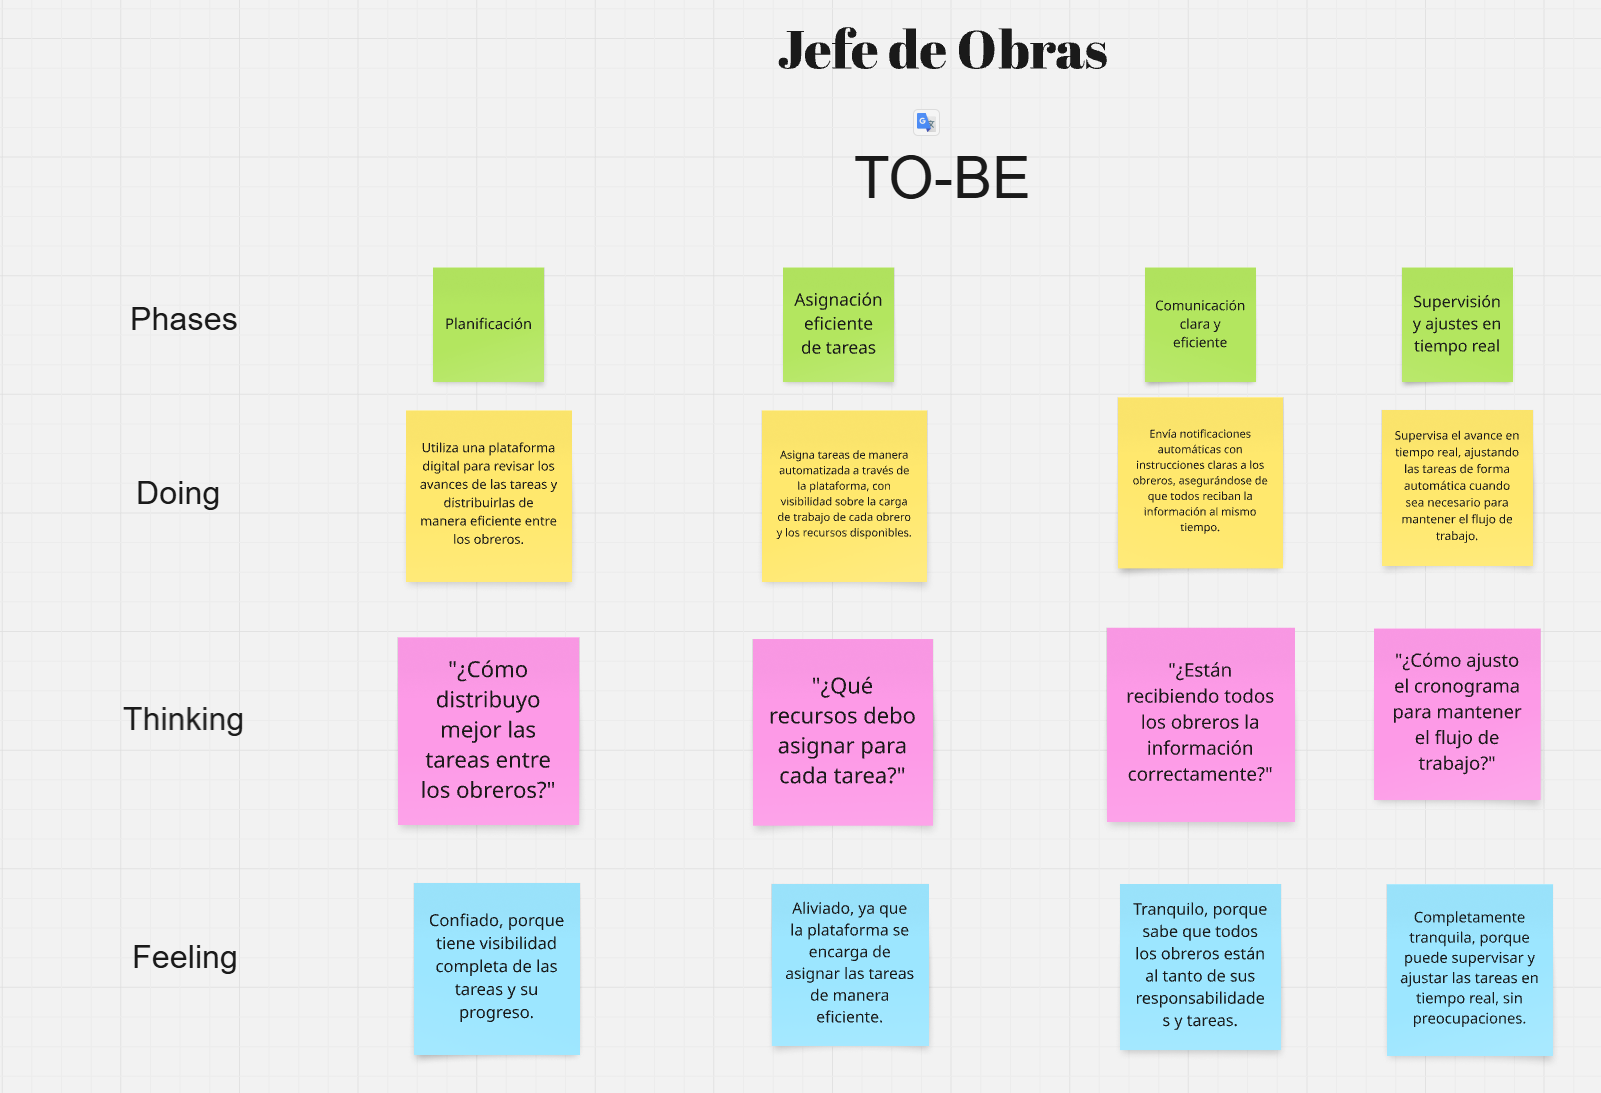 Jefe de Obras
TO-BE
Phases
Planificación
Asignación
eficiente
de tareas
Comunicación
clara y
eficiente
Supervisión
y ajustes en
tiempo real
Doing
Utiliza una plataforma
digital para revisar los
avances de las tareas y
distribuirlas de
manera eficiente entre
los obreros.
Asigna tareas de manera
automatizada a través de
la plataforma, con
visibilidad sobre la carga
de trabajo de cada obrero
y los recursos disponibles.
Envía notificaciones
automáticas con
instrucciones claras a los
obreros, asegurándose de
que todos reciban la
información al mismo
tiempo.
Supervisa el avance en
tiempo real, ajustando
las tareas de forma
automática cuando
sea necesario para
mantener el flujo de
trabajo.
Thinking
"¿Cómo
distribuyo
mejor las
tareas entre
los obreros?"
"¿Qué
recursos debo
asignar para
cada tarea?"
"¿Están
recibiendo todos
los obreros la
información
correctamente?"
"¿Cómo ajusto
el cronograma
para mantener
el flujo de
trabajo?"
Feeling
Confiado, porque
tiene visibilidad
completa de las
tareas y su
progreso.
Aliviado, ya que
la plataforma se
encarga de
asignar las tareas
de manera
eficiente.
Tranquilo, porque
sabe que todos
los obreros están
al tanto de sus
responsabilidade
s y tareas.
Completamente
tranquila, porque
puede supervisar y
ajustar las tareas en
tiempo real, sin
preocupaciones.